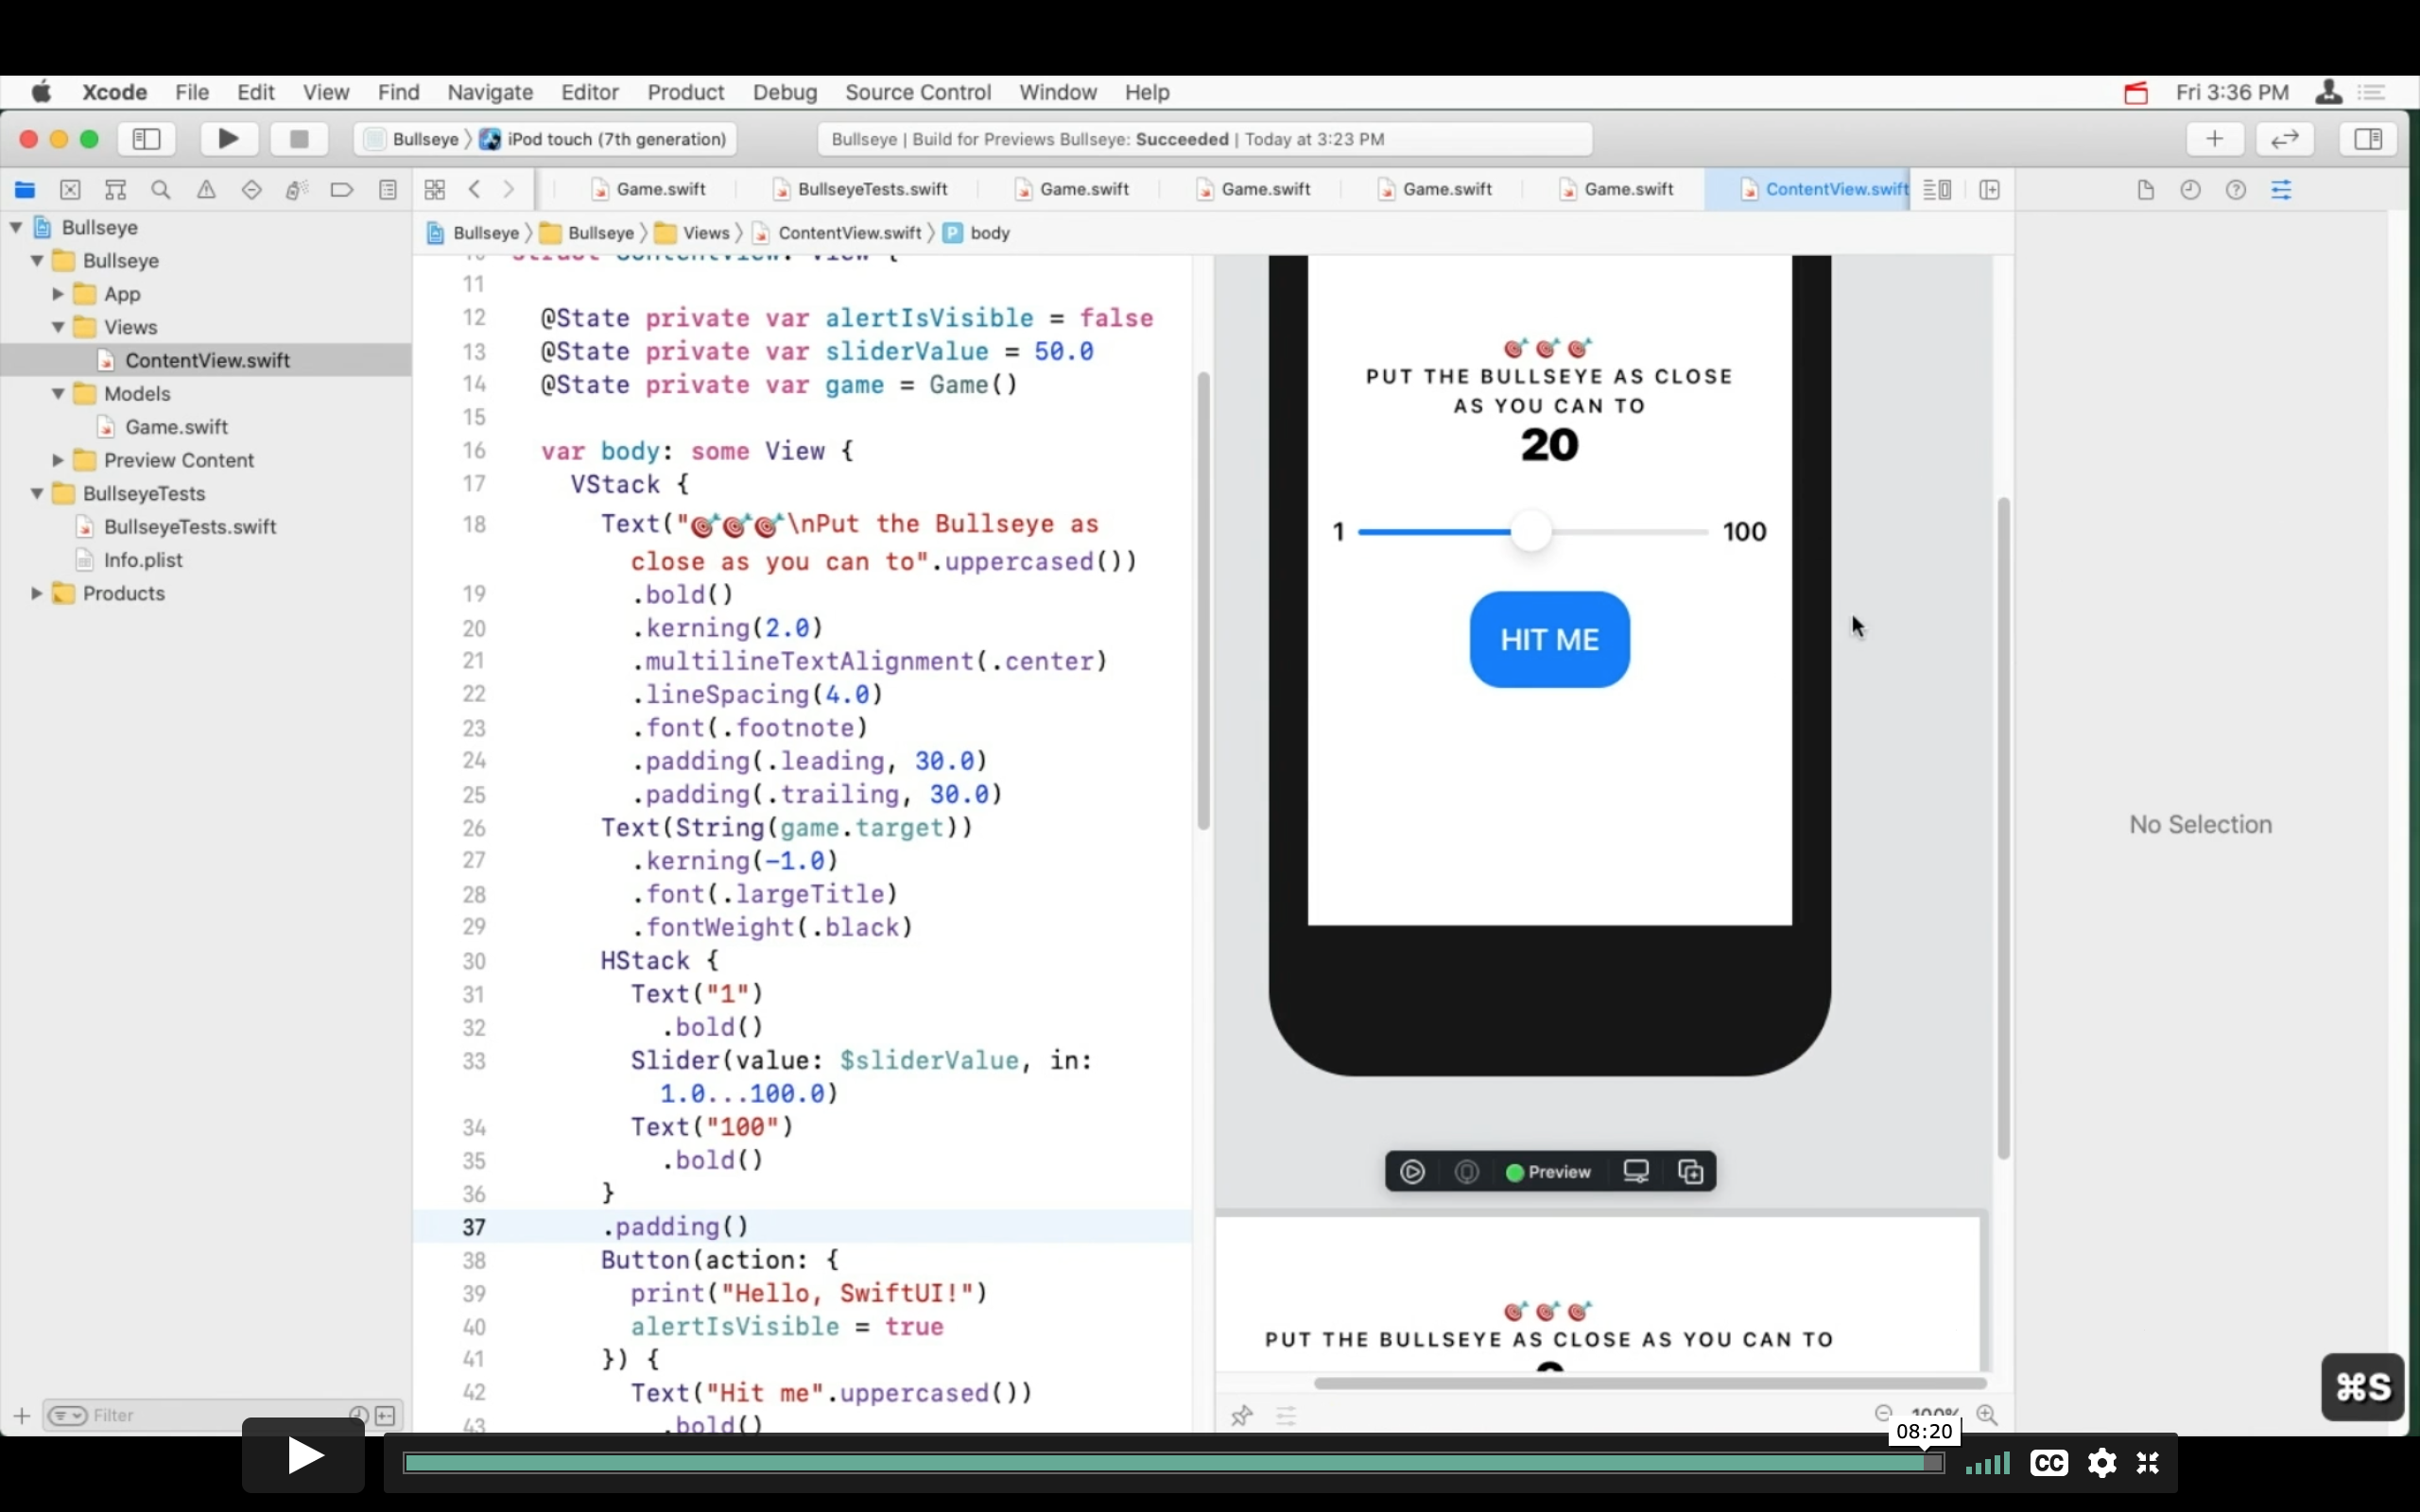 Xcode File Edit View Find Navigate Editor Product Debug Source Control Window Help Fri 3:36 PM
Bullseye iPod touch (7th generation) Bullseye | Build for Previews Bullseye: Succeeded | Today at 3:23 PM
Game.swift BullseyeTests.swift Game.swift Game.swift Game.swift Game.swift ContentView.swift
Bullseye Bullseye Views ContentView.swift P body
Bullseye
Bullseye
App
Views
ContentView.swift
Models
Game.swift
Preview Content
BullseyeTests
BullseyeTests.swift
Info.plist
Products
Filter
11
12 @State private var alertIsVisible = false
13 @State private var sliderValue = 50.0
14 @State private var game = Game()
15
16 var body: some View {
17 VStack {
18 Text("🎯🎯🎯\nPut the Bullseye as
close as you can to".uppercased())
19 .bold()
20 .kerning(2.0)
21 .multilineTextAlignment(.center)
22 .lineSpacing(4.0)
23 .font(.footnote)
24 .padding(.leading, 30.0)
25 .padding(.trailing, 30.0)
26 Text(String(game.target))
27 .kerning(-1.0)
28 .font(.largeTitle)
29 .fontWeight(.black)
30 HStack {
31 Text("1")
32 .bold()
33 Slider(value: $sliderValue, in:
1.0...100.0)
34 Text("100")
35 .bold()
36 }
37 .padding()
38 Button(action: {
39 print("Hello, SwiftUI!")
40 alertIsVisible = true
41 }) {
42 Text("Hit me".uppercased())
43 .bold()
🎯🎯🎯
PUT THE BULLSEYE AS CLOSE
AS YOU CAN TO
20
1 100
HIT ME
Preview
🎯🎯🎯
PUT THE BULLSEYE AS CLOSE AS YOU CAN TO
100%
No Selection
⌘S
08:20
CC